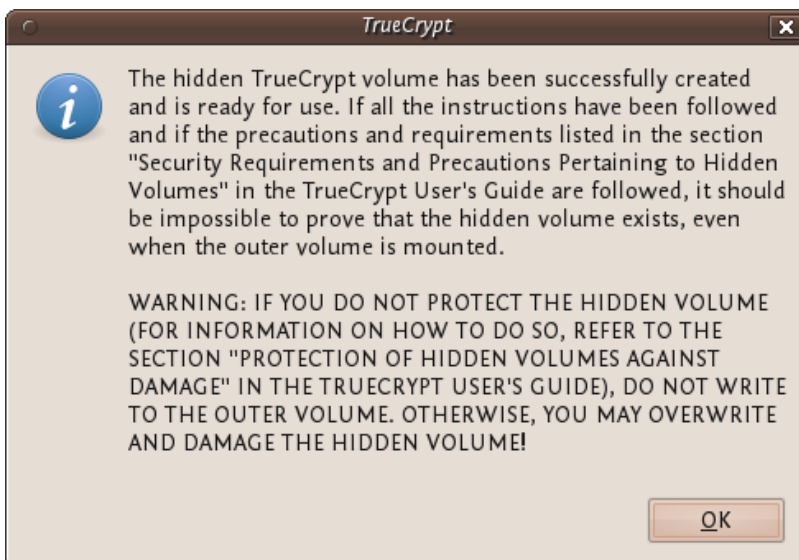 TrueCrypt
The hidden TrueCrypt volume has been successfully created
and is ready for use. If all the instructions have been followed
and if the precautions and requirements listed in the section
"Security Requirements and Precautions Pertaining to Hidden
Volumes" in the TrueCrypt User's Guide are followed, it should
be impossible to prove that the hidden volume exists, even
when the outer volume is mounted.
WARNING: IF YOU DO NOT PROTECT THE HIDDEN VOLUME
(FOR INFORMATION ON HOW TO DO SO, REFER TO THE
SECTION "PROTECTION OF HIDDEN VOLUMES AGAINST
DAMAGE" IN THE TRUECRYPT USER'S GUIDE), DO NOT WRITE
TO THE OUTER VOLUME. OTHERWISE, YOU MAY OVERWRITE
AND DAMAGE THE HIDDEN VOLUME!
OK